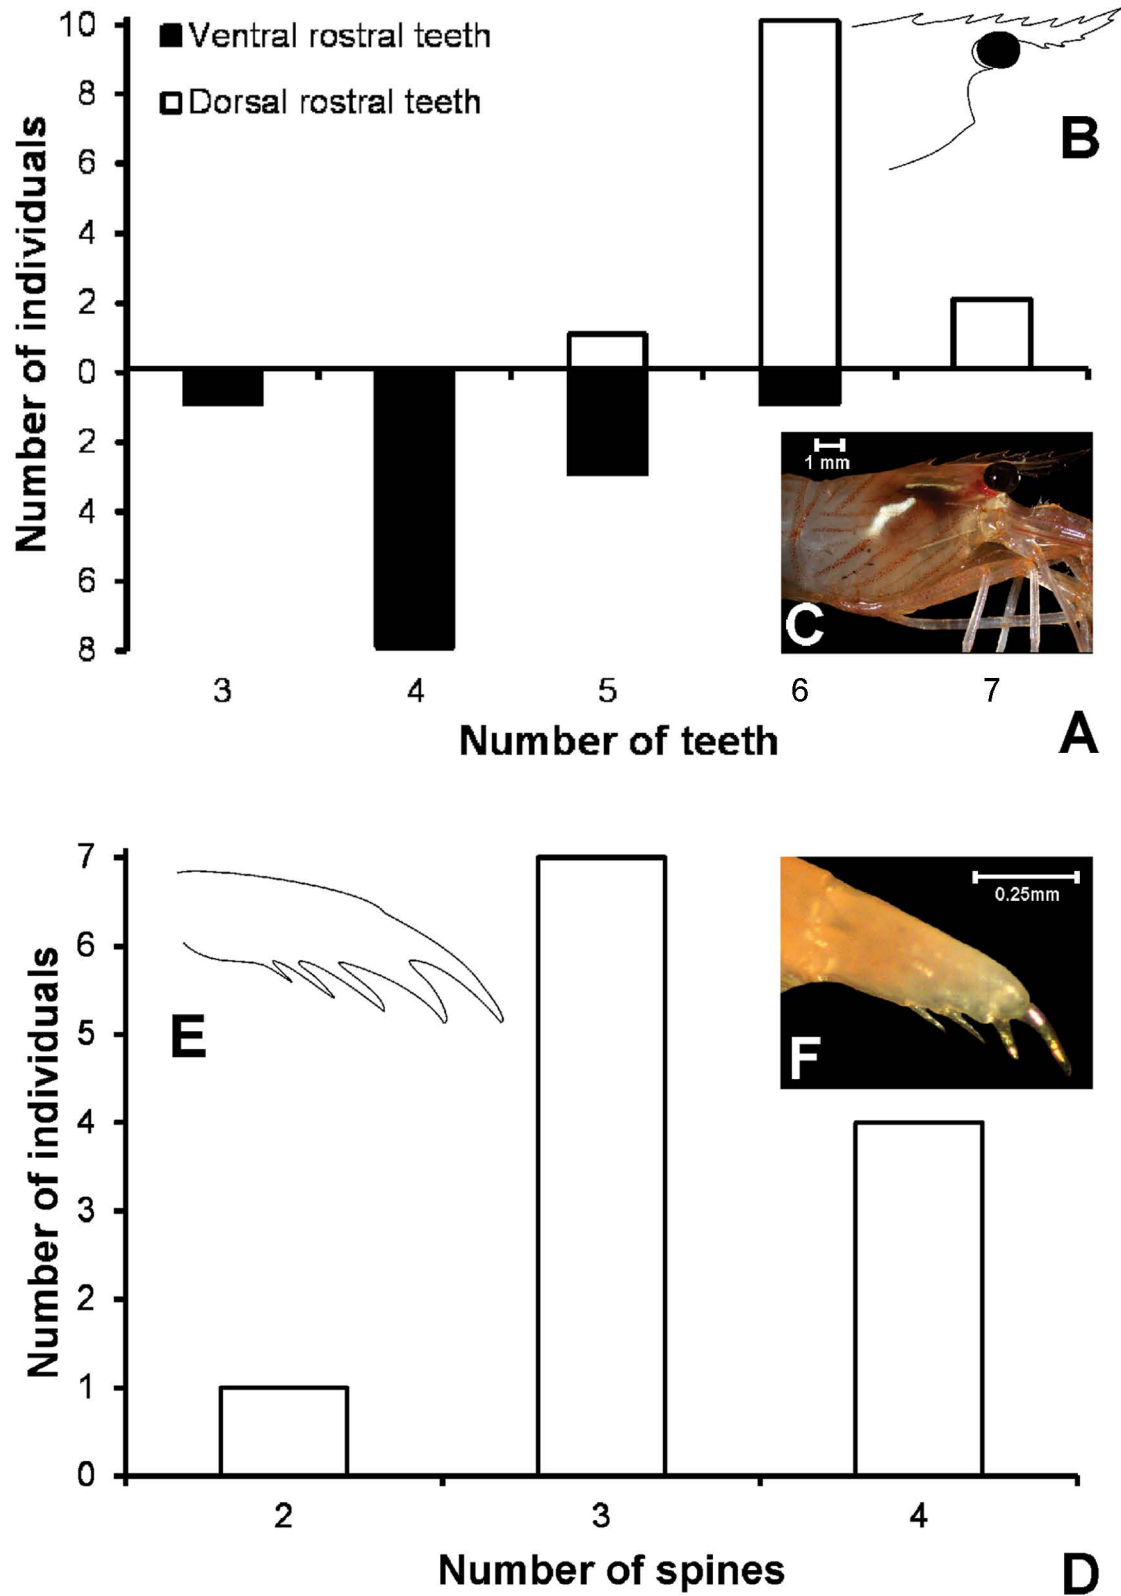 Ventral rostral teeth
Dorsal rostral teeth
Number of individuals
10
8
6
4
2
0
2
4
6
8
B
1 mm
C
3 4 5 6 7
Number of teeth
A
Number of individuals
7
6
5
4
3
2
1
0
E
0.25mm
F
2 3 4
Number of spines
D